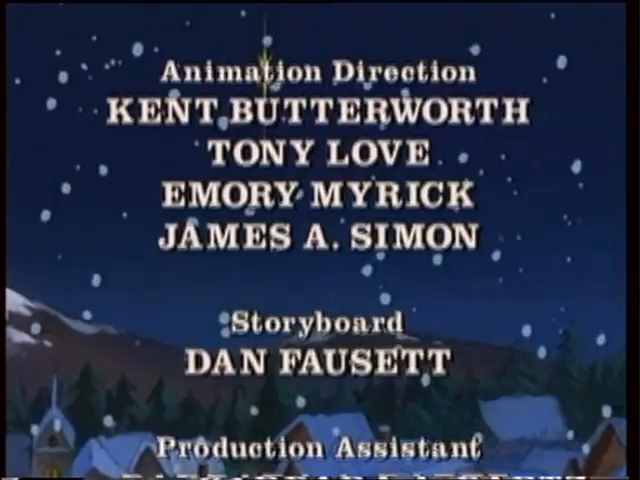 Animation Direction
KENT BUTTERWORTH
TONY LOVE
EMORY MYRICK
JAMES A. SIMON
Storyboard
DAN FAUSETT
Production Assistant